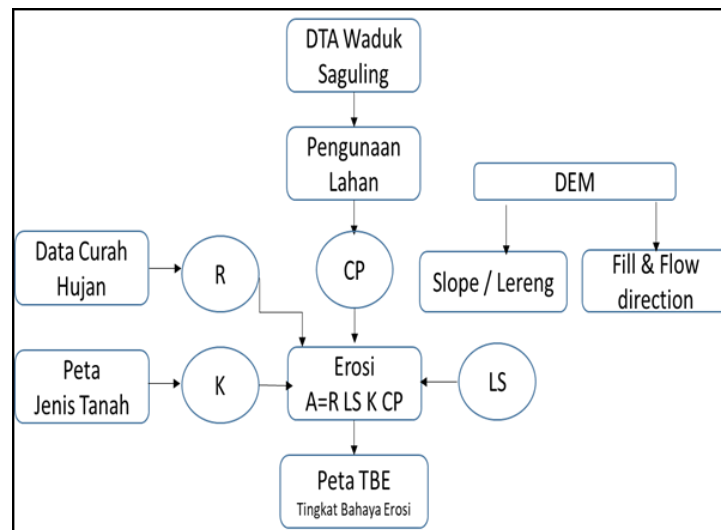 DTA Waduk
Saguling
Pengunaan
Lahan
DEM
Data Curah
Hujan
R
CP
Slope / Lereng
Fill & Flow
direction
Peta
Jenis Tanah
K
Erosi
A=R LS K CP
LS
Peta TBE
Tingkat Bahaya Erosi